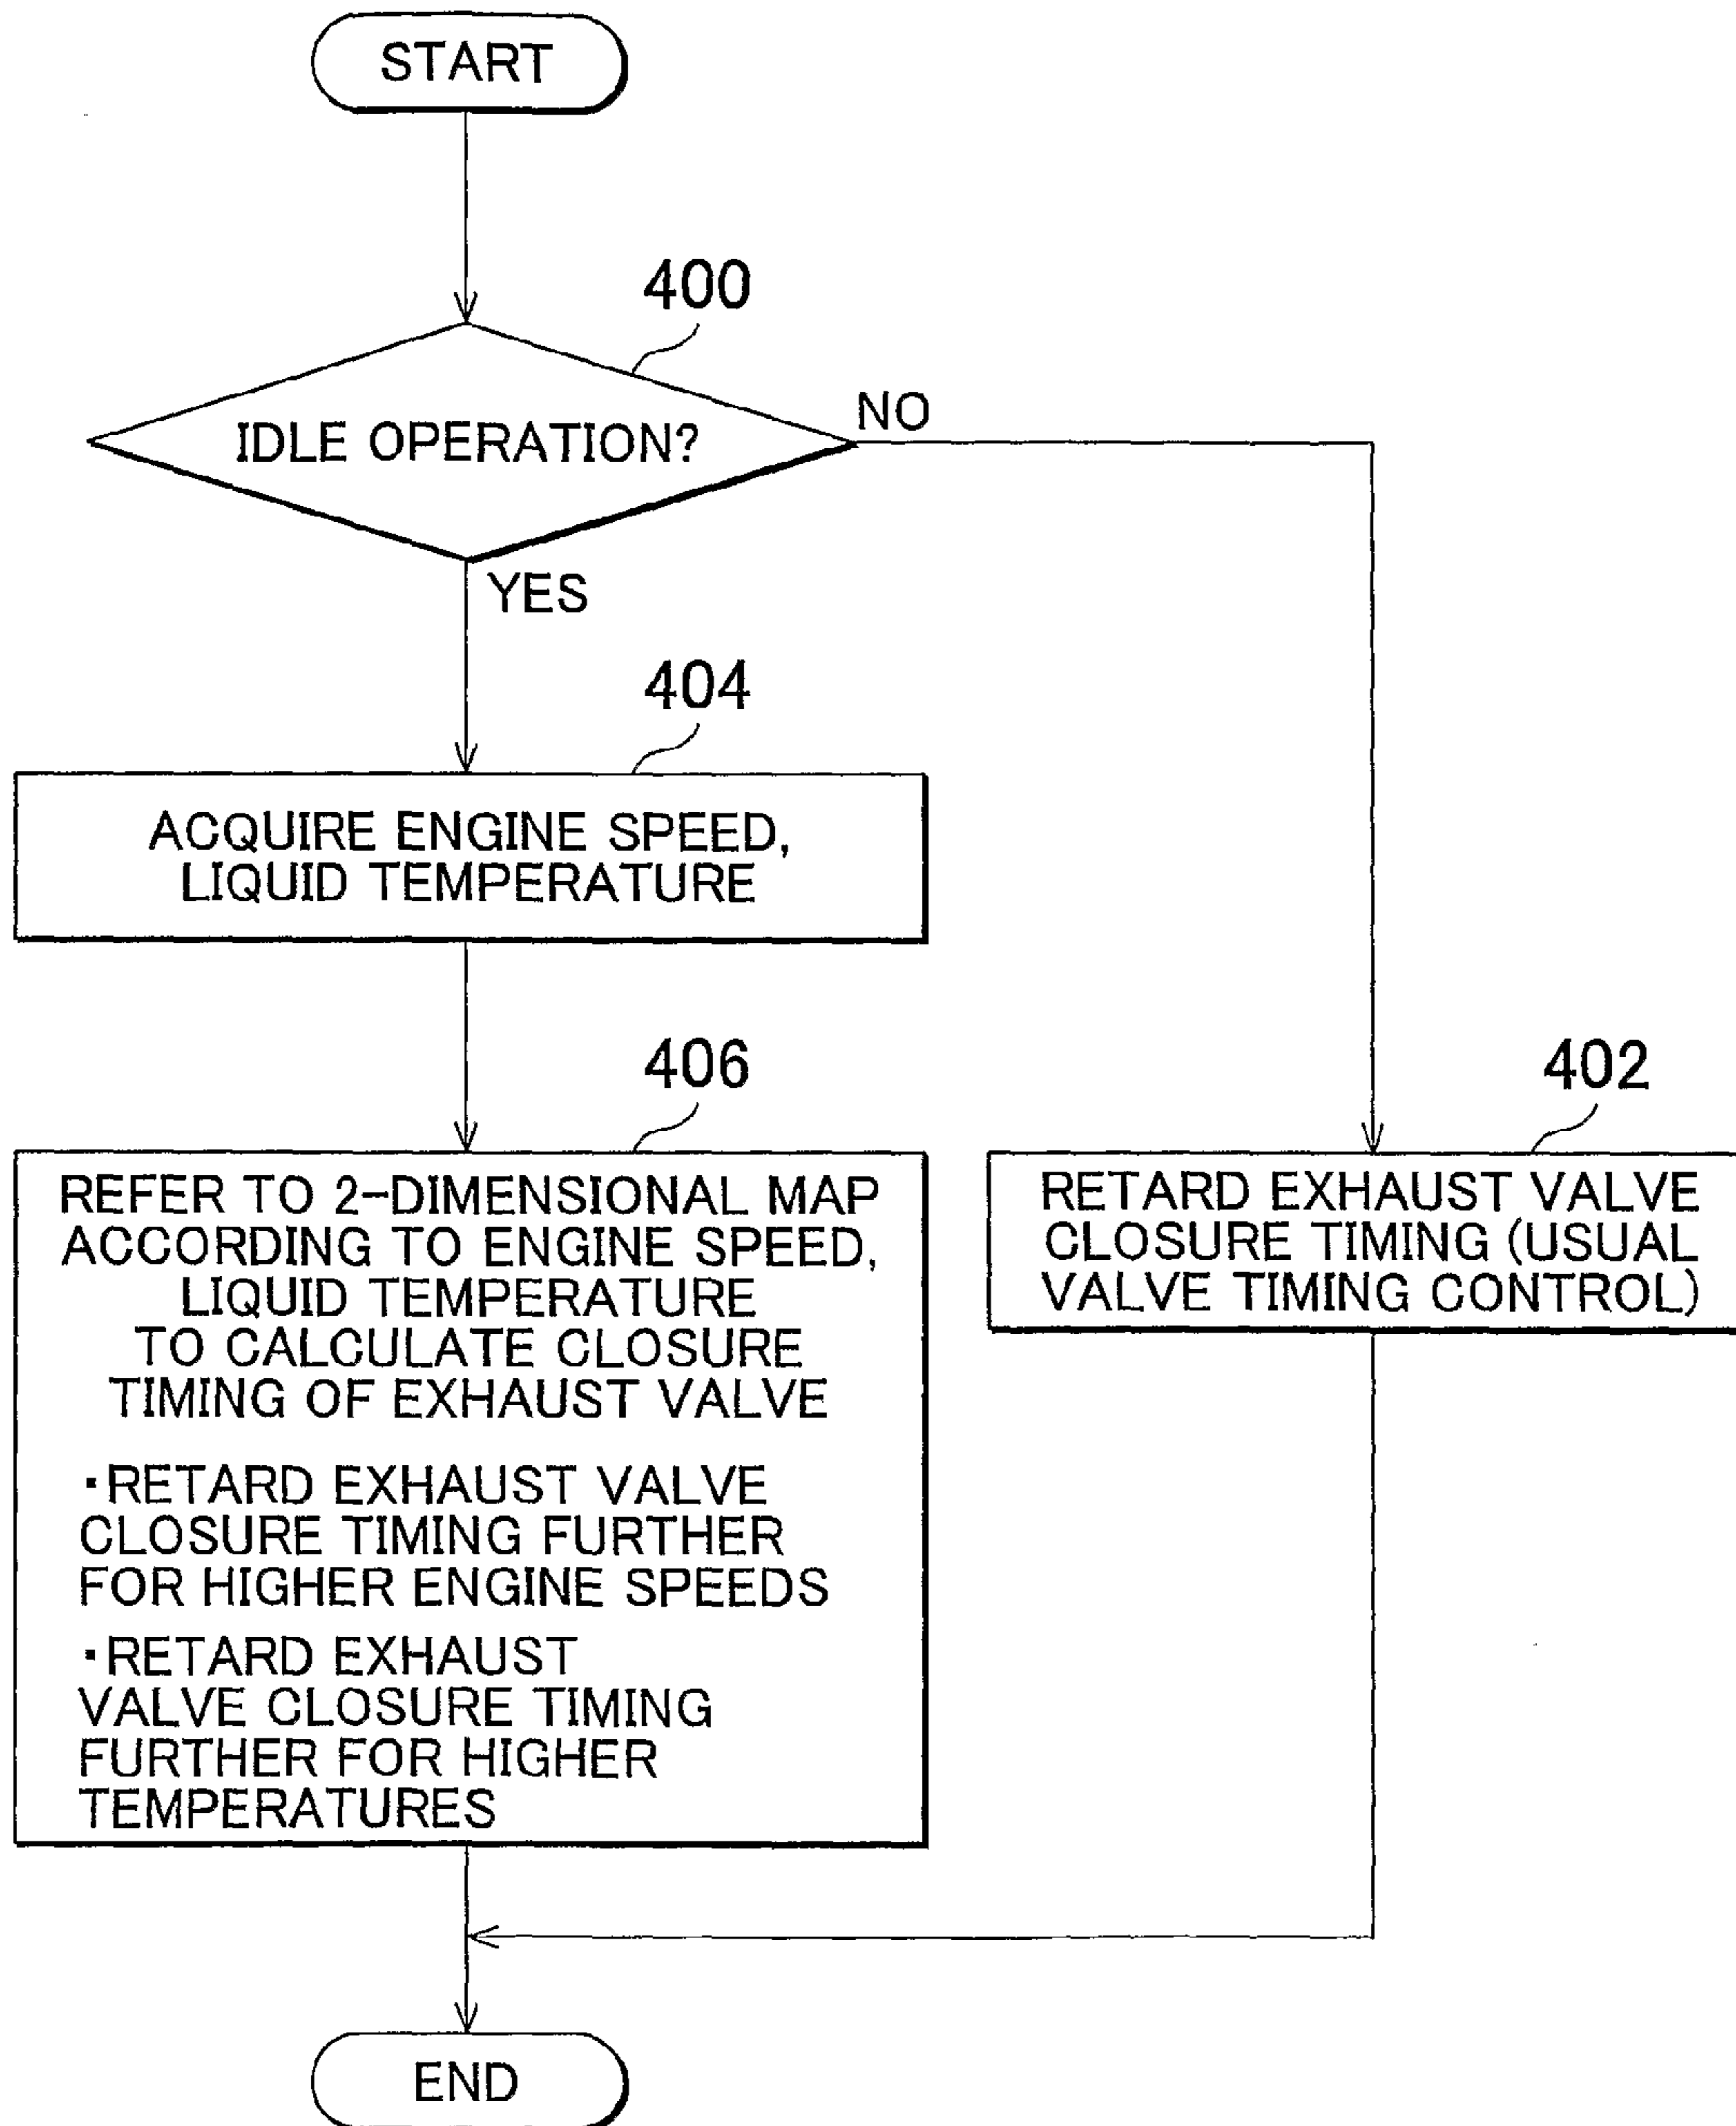 START
400
IDLE OPERATION?
NO
YES
404
ACQUIRE ENGINE SPEED,
LIQUID TEMPERATURE
406
REFER TO 2-DIMENSIONAL MAP
ACCORDING TO ENGINE SPEED,
LIQUID TEMPERATURE
TO CALCULATE CLOSURE
TIMING OF EXHAUST VALVE
・RETARD EXHAUST VALVE
CLOSURE TIMING FURTHER
FOR HIGHER ENGINE SPEEDS
・RETARD EXHAUST
VALVE CLOSURE TIMING
FURTHER FOR HIGHER
TEMPERATURES
402
RETARD EXHAUST VALVE
CLOSURE TIMING (USUAL
VALVE TIMING CONTROL)
END